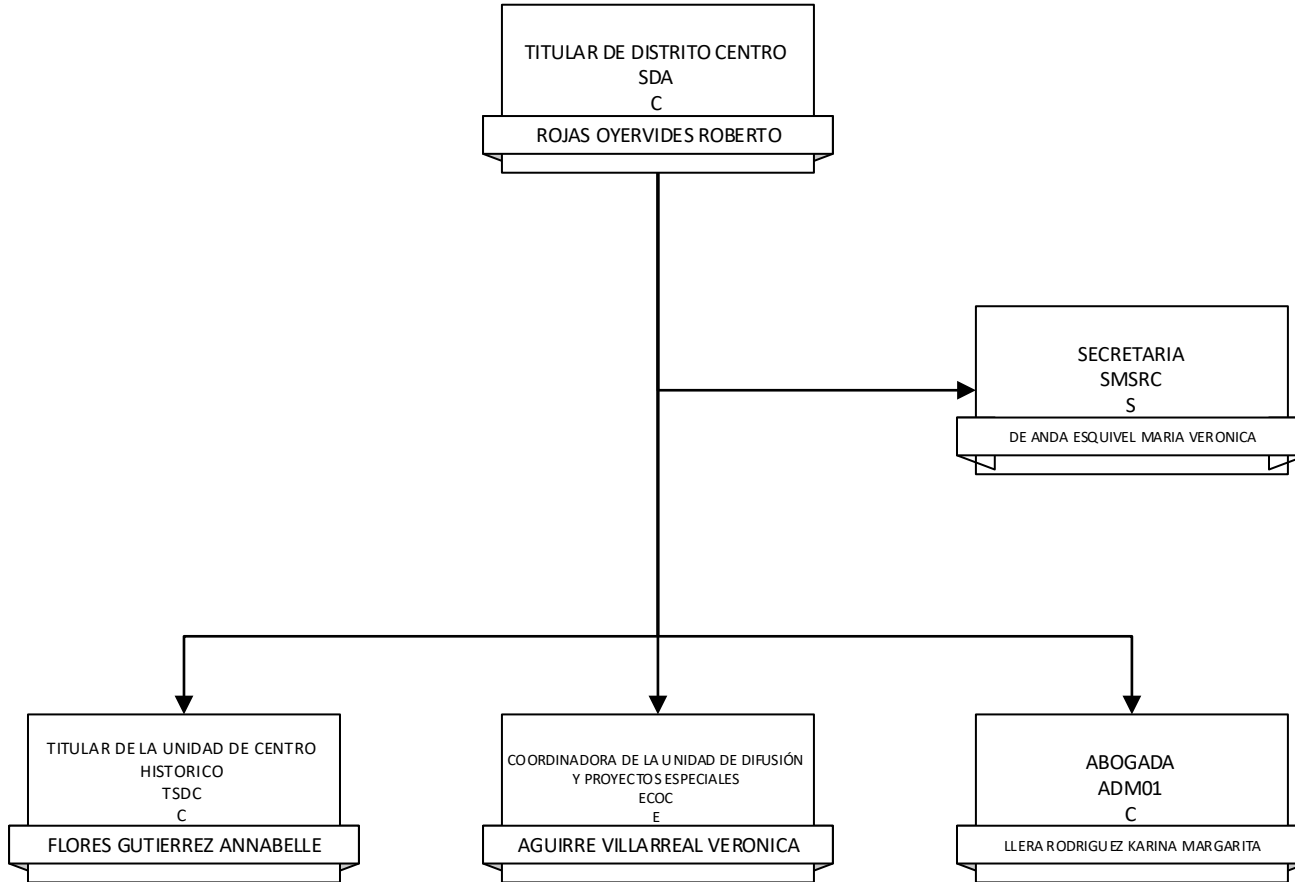 TITULAR DE DISTRITO CENTRO
SDA
C
ROJAS OYERVIDES ROBERTO
SECRETARIA
SMSRC
S
DE ANDA ESQUIVEL MARIA VERONICA
TITULAR DE LA UNIDAD DE CENTRO
HISTORICO
TSDC
C
FLORES GUTIERREZ ANNABELLE
COORDINADORA DE LA UNIDAD DE DIFUSIÓN
Y PROYECTOS ESPECIALES
ECOC
E
AGUIRRE VILLARREAL VERONICA
ABOGADA
ADM01
C
LLERA RODRIGUEZ KARINA MARGARITA